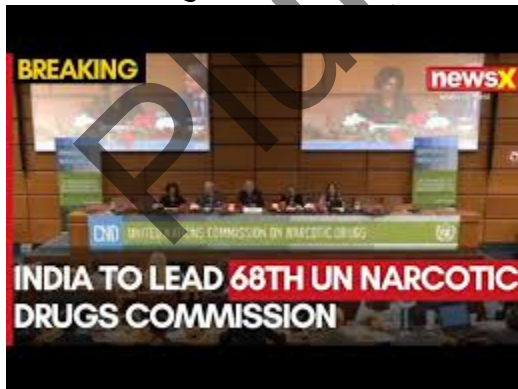 BREAKING
newsx
CND UNITED NATIONS COMMISSION ON NARCOTIC DRUGS
INDIA TO LEAD 68TH UN NARCOTIC
DRUGS COMMISSION